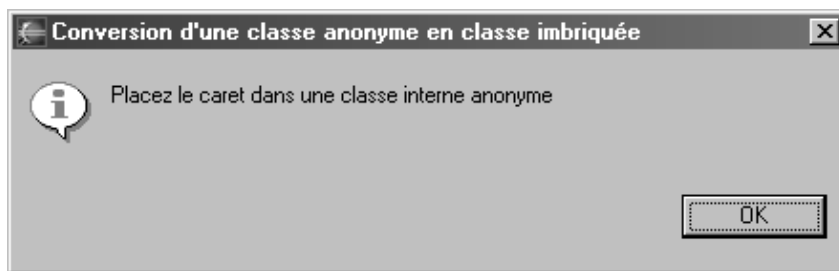 Conversion d'une classe anonyme en classe imbriquée
Placez le caret dans une classe interne anonyme
OK